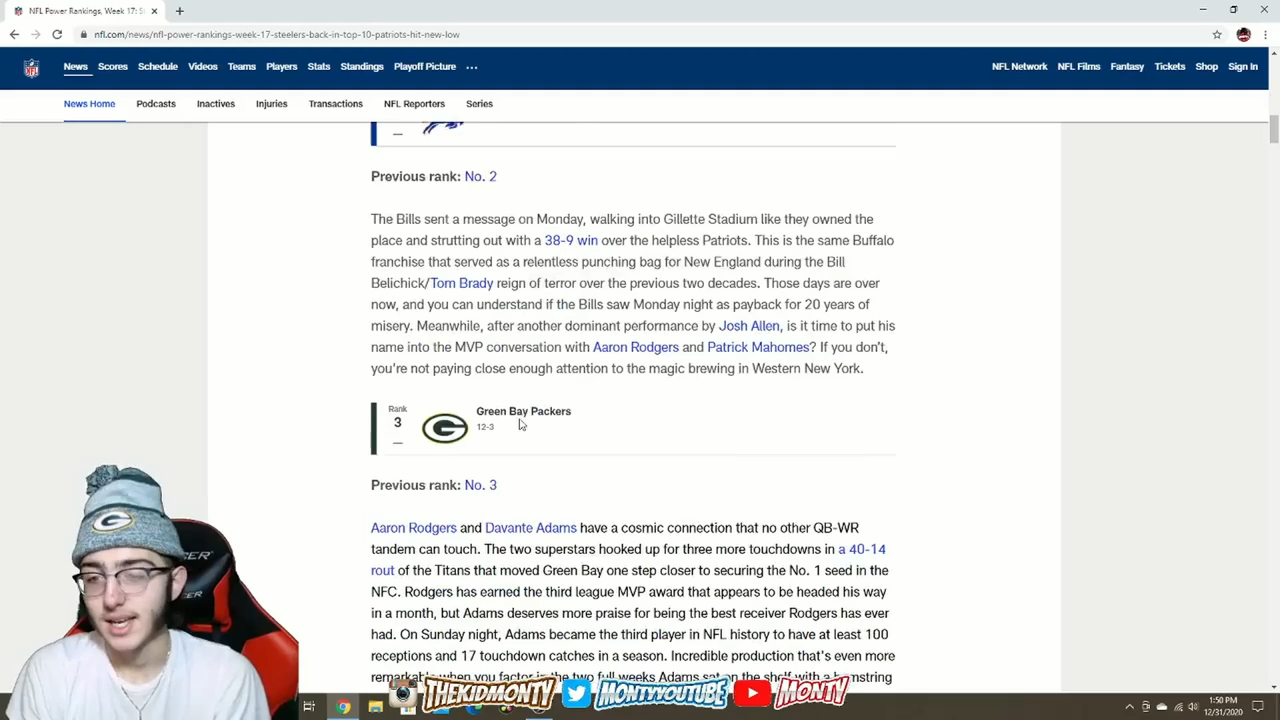 NFL Power Rankings, Week 17: S
nfl.com/news/nfl-power-rankings-week-17-steelers-back-in-top-10-patriots-hit-new-low
NFL
News Scores Schedule Videos Teams Players Stats Standings Playoff Picture ... NFL Network NFL Films Fantasy Tickets Shop Sign In
News Home Podcasts Inactives Injuries Transactions NFL Reporters Series
Previous rank: No. 2
The Bills sent a message on Monday, walking into Gillette Stadium like they owned the
place and strutting out with a 38-9 win over the helpless Patriots. This is the same Buffalo
franchise that served as a relentless punching bag for New England during the Bill
Belichick/Tom Brady reign of terror over the previous two decades. Those days are over
now, and you can understand if the Bills saw Monday night as payback for 20 years of
misery. Meanwhile, after another dominant performance by Josh Allen, is it time to put his
name into the MVP conversation with Aaron Rodgers and Patrick Mahomes? If you don't,
you're not paying close enough attention to the magic brewing in Western New York.
Rank
3
G
Green Bay Packers
12-3
Previous rank: No. 3
Aaron Rodgers and Davante Adams have a cosmic connection that no other QB-WR
tandem can touch. The two superstars hooked up for three more touchdowns in a 40-14
rout of the Titans that moved Green Bay one step closer to securing the No. 1 seed in the
NFC. Rodgers has earned the third league MVP award that appears to be headed his way
in a month, but Adams deserves more praise for being the best receiver Rodgers has ever
had. On Sunday night, Adams became the third player in NFL history to have at least 100
receptions and 17 touchdown catches in a season. Incredible production that's even more
when you factor in the two full weeks Adams sat on the shelf with a
G
THEKIDMONTY MONTYYOUTUBE MONTY
1:50 PM
12/31/2020